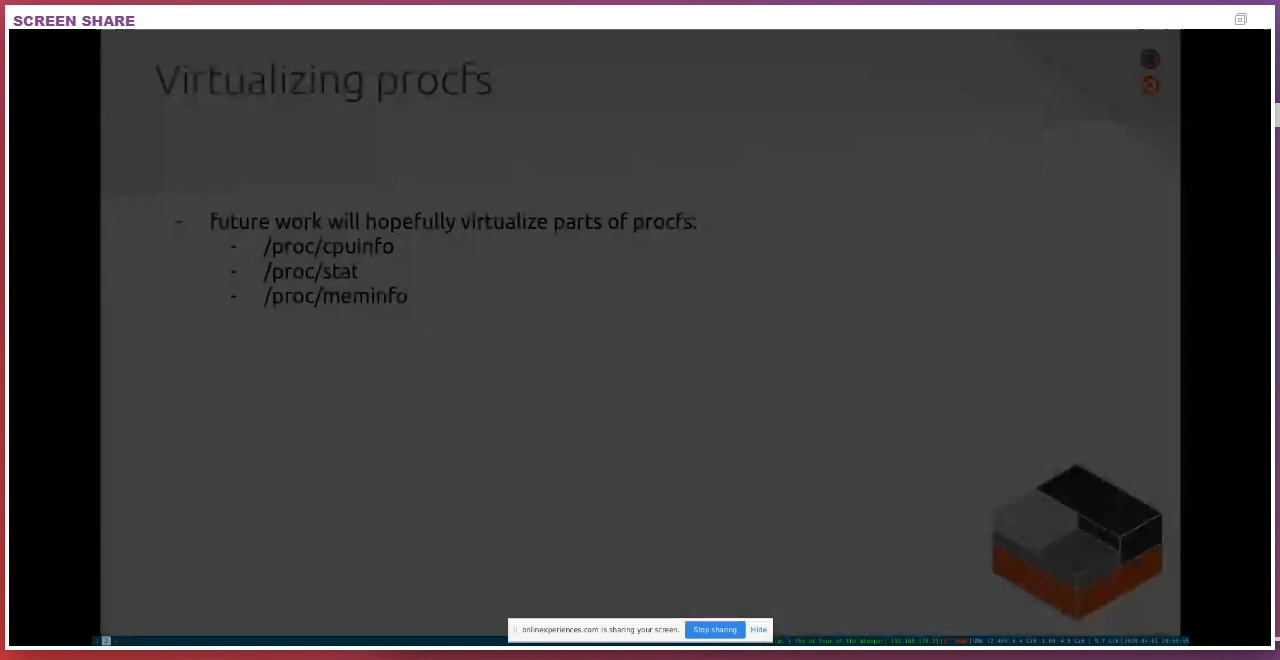 SCREEN SHARE
Virtualizing procfs
- future work will hopefully virtualize parts of procfs:
- /proc/cpuinfo
- /proc/stat
- /proc/meminfo
onlinexperiences.com is sharing your screen. Stop sharing Hide